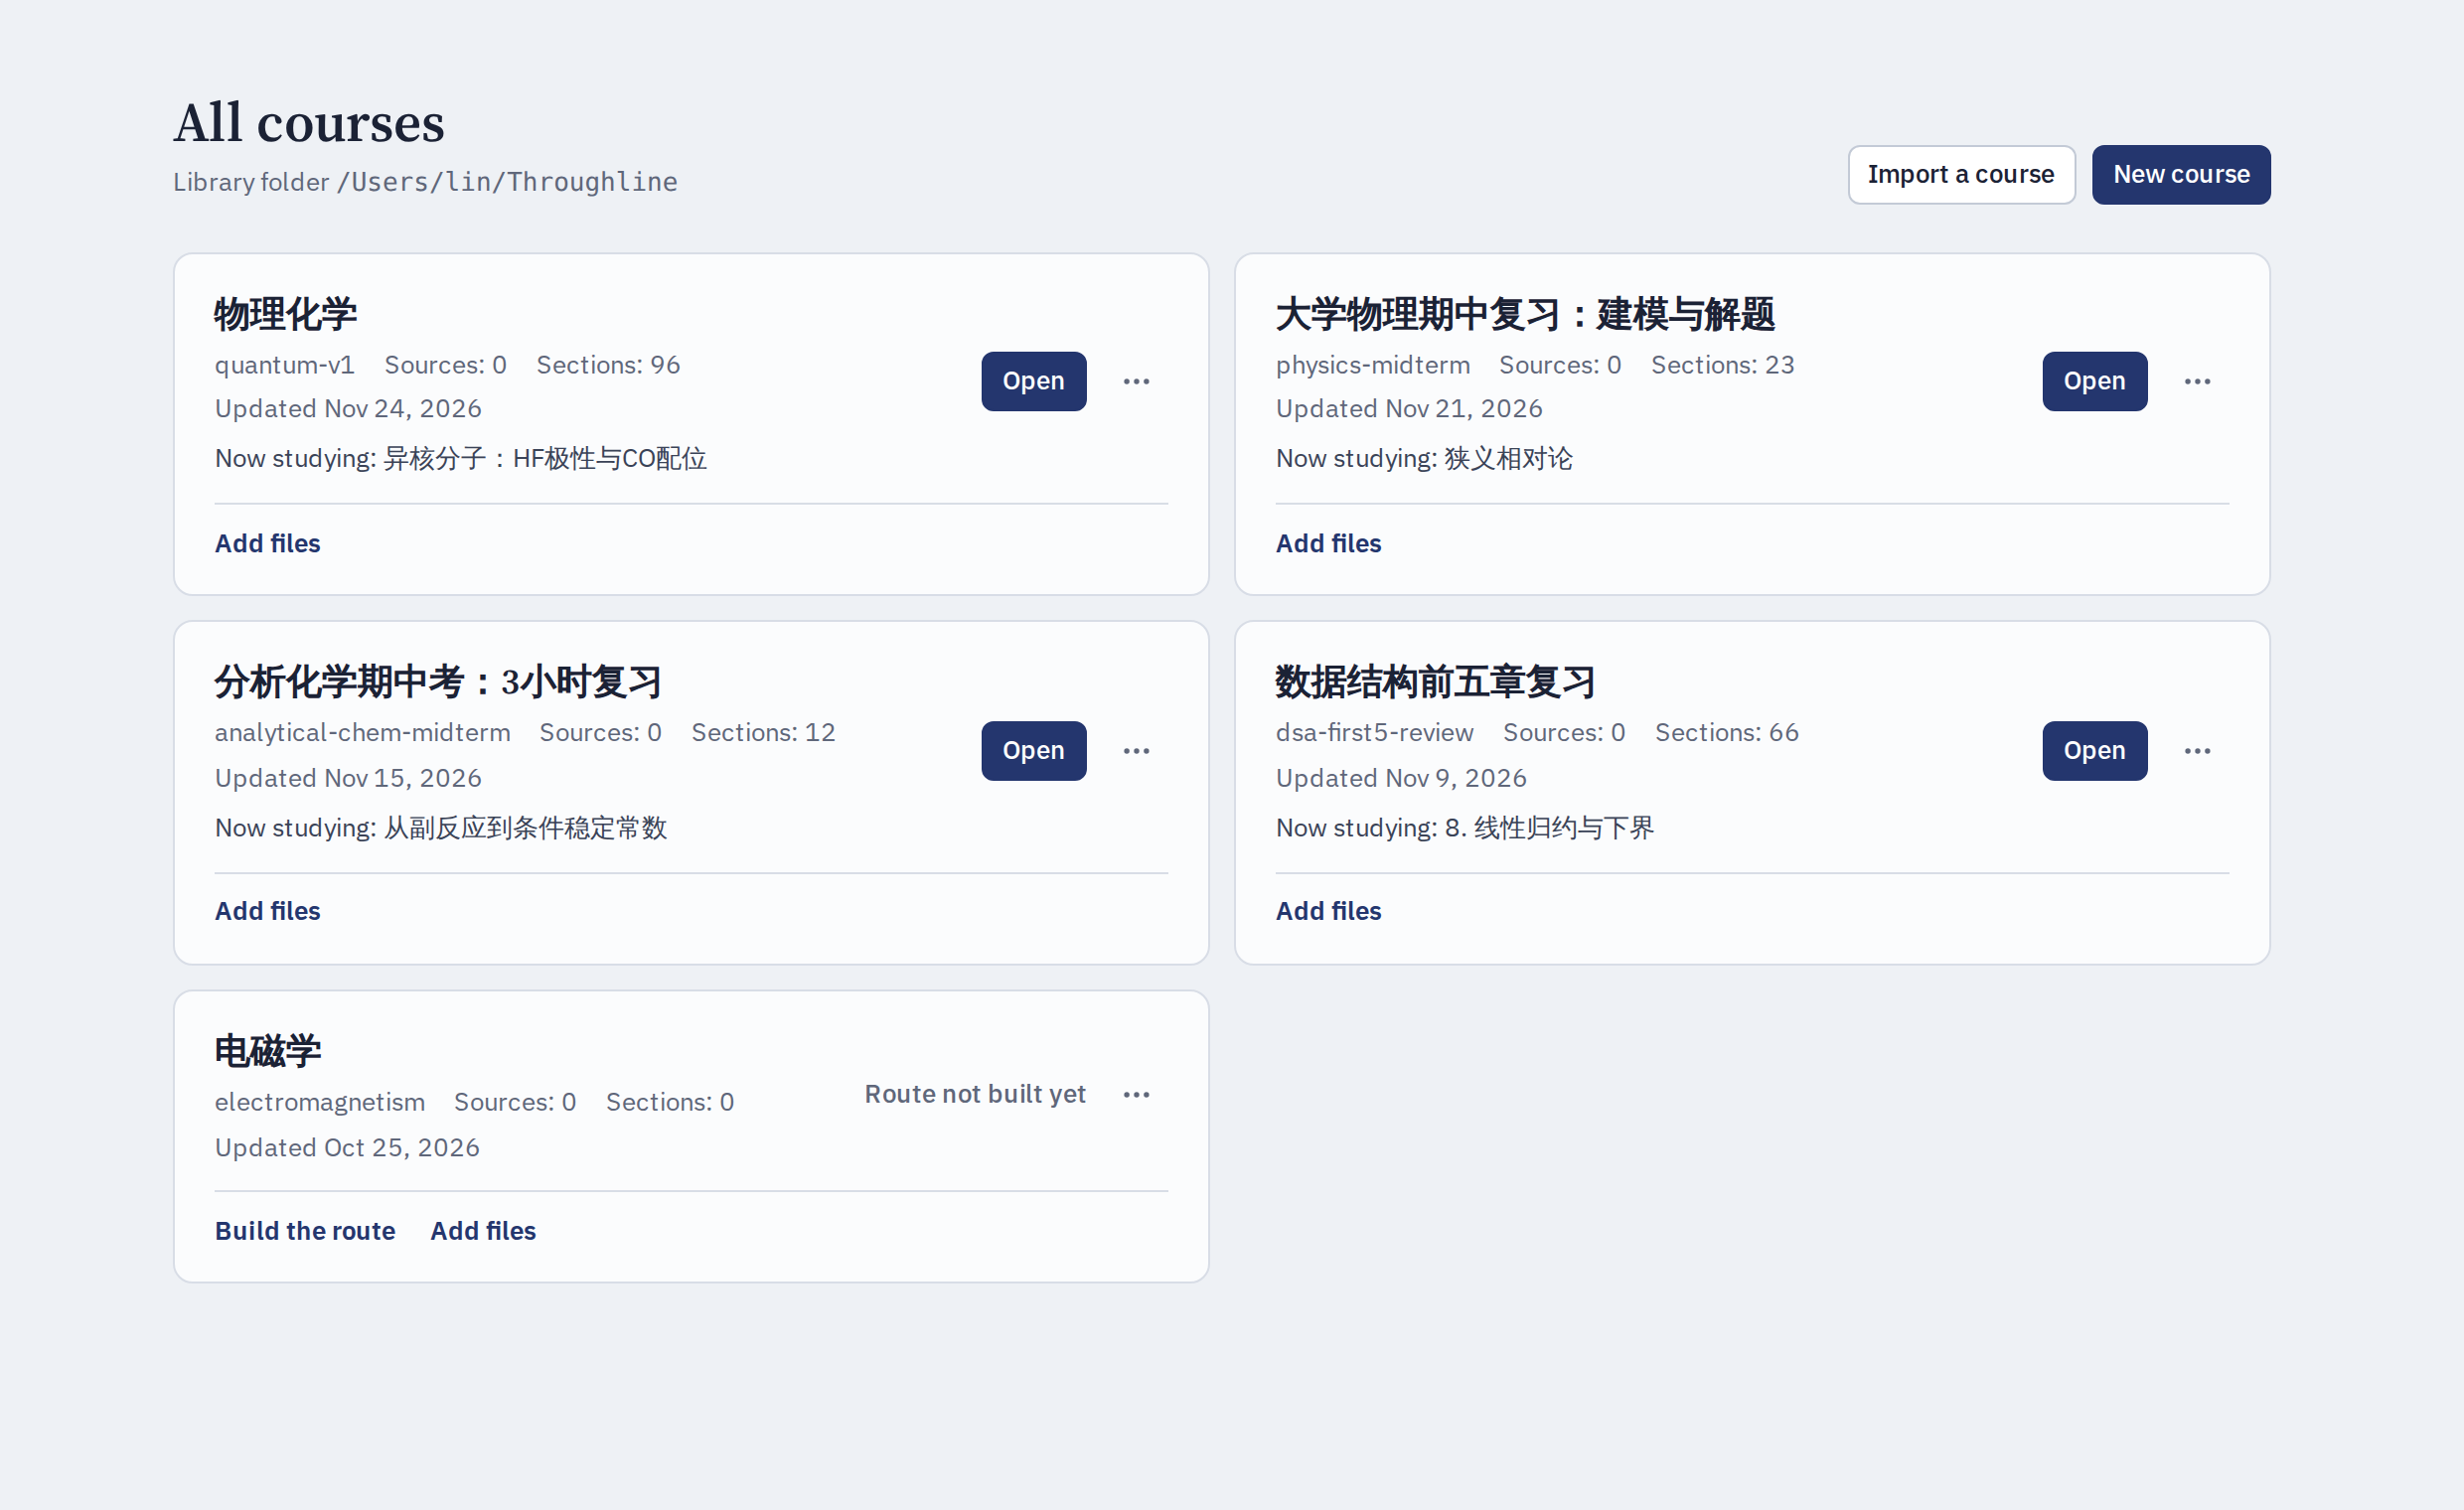 All courses
Library folder /Users/lin/Throughline
Import a course
New course
物理化学
quantum-v1 Sources: 0 Sections: 96
Updated Nov 24, 2026
Now studying: 异核分子：HF极性与CO配位
Open
Add files
大学物理期中复习：建模与解题
physics-midterm Sources: 0 Sections: 23
Updated Nov 21, 2026
Now studying: 狭义相对论
Open
Add files
分析化学期中考：3小时复习
analytical-chem-midterm Sources: 0 Sections: 12
Updated Nov 15, 2026
Now studying: 从副反应到条件稳定常数
Open
Add files
数据结构前五章复习
dsa-first5-review Sources: 0 Sections: 66
Updated Nov 9, 2026
Now studying: 8. 线性归约与下界
Open
Add files
电磁学
electromagnetism Sources: 0 Sections: 0
Updated Oct 25, 2026
Route not built yet
Build the route Add files